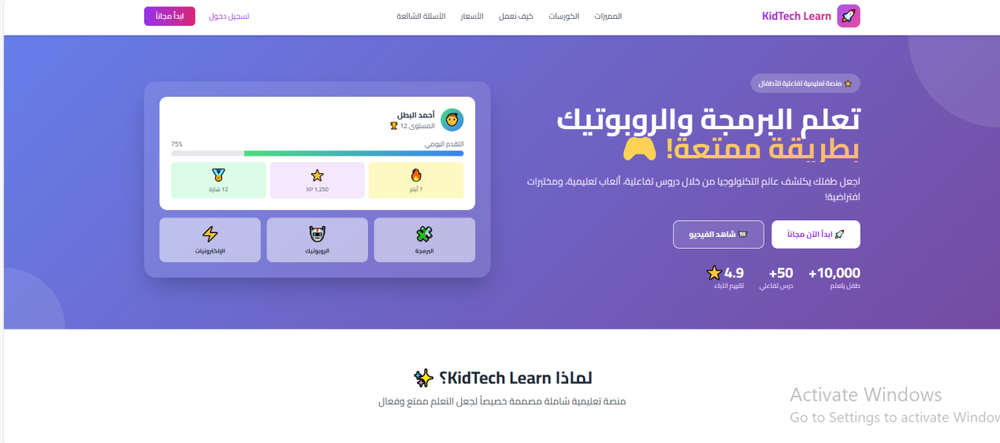 KidTech Learn
المميزات
الكورسات
كيف نعمل
الأسعار
الأسئلة الشائعة
تسجيل دخول
ابدأ مجاناً
منصة تعليمية تفاعلية للأطفال
تعلم البرمجة والروبوتيك
بطريقة ممتعة!
اجعل طفلك يكتشف عالم التكنولوجيا من خلال دروس تفاعلية، ألعاب تعليمية، ومختبرات
افتراضية!
ابدأ الآن مجاناً
شاهد الفيديو
+10,000
طفل يتعلم
+50
درس تفاعلي
4.9
تقييم الآباء
أحمد البطل
المستوى 12
التقدم اليومي
75%
7 أيام
1,250 XP
12 شارة
البرمجة
الروبوتيك
الإلكترونيات
لماذا KidTech Learn؟
منصة تعليمية شاملة مصممة خصيصاً لجعل التعلم ممتع وفعال
Activate Windows
Go to Settings to activate Window